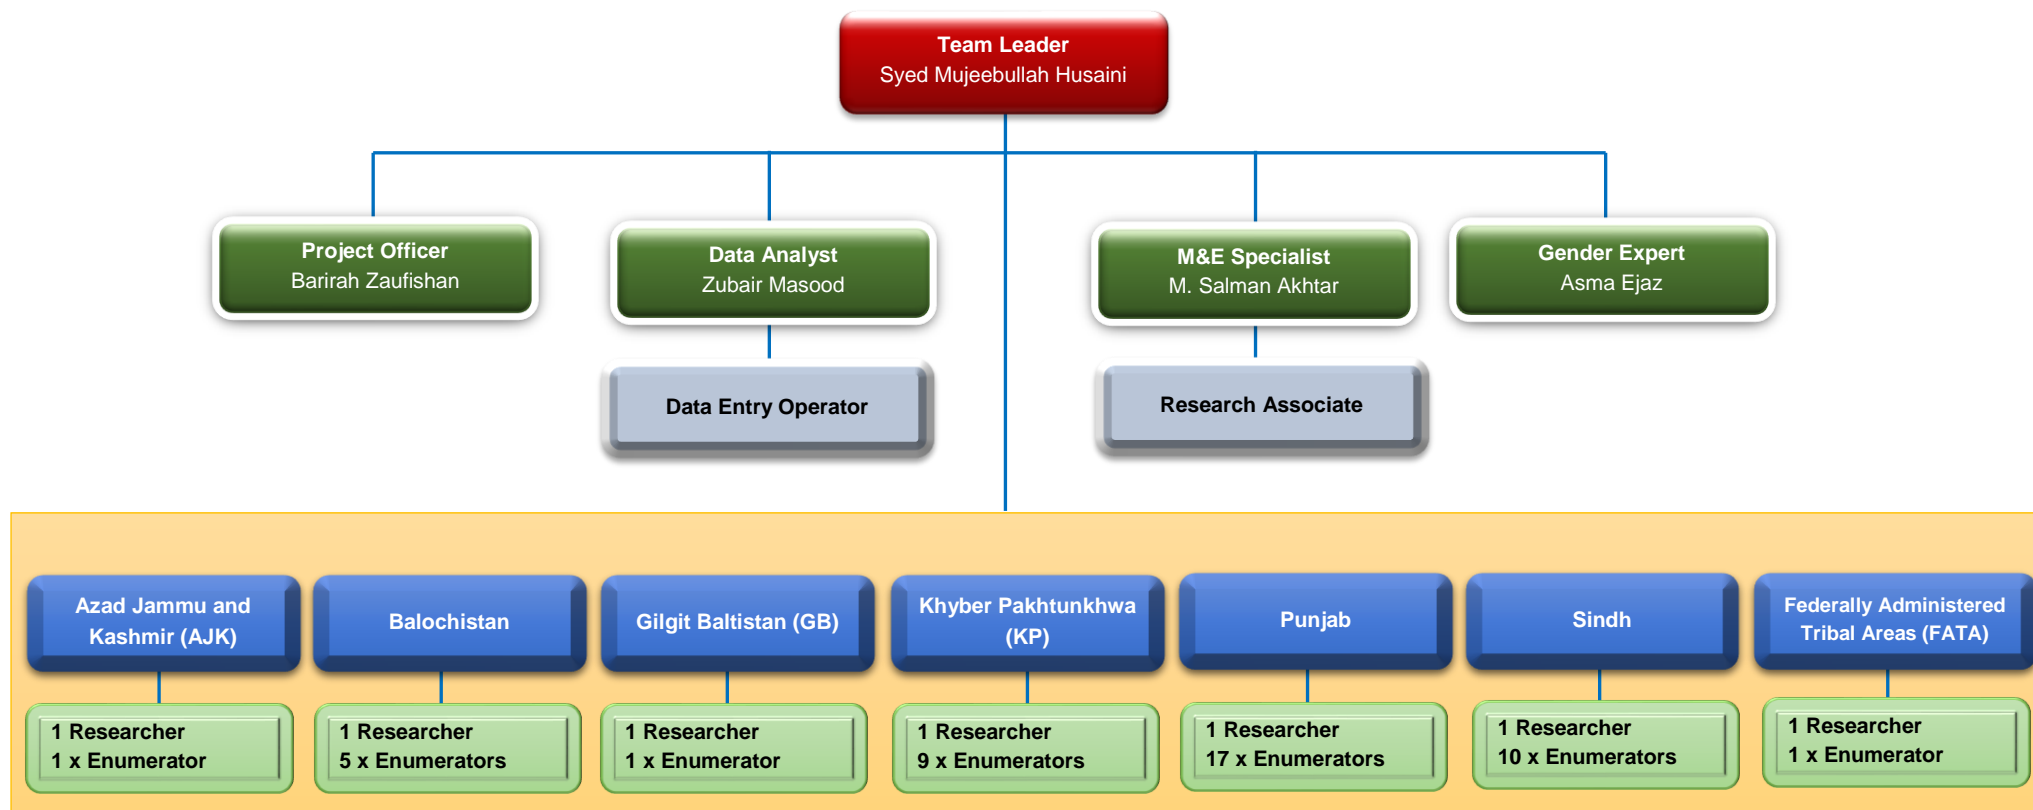 Team Leader
Syed Mujeebullah Husaini
Project Officer
Barirah Zaufishan
Data Analyst
Zubair Masood
M&E Specialist
M. Salman Akhtar
Gender Expert
Asma Ejaz
Data Entry Operator
Research Associate
Azad Jammu and
Kashmir (AJK)
Balochistan
Gilgit Baltistan (GB)
Khyber Pakhtunkhwa
(KP)
Punjab
Sindh
Federally Administered
Tribal Areas (FATA)
1 Researcher
1 x Enumerator
1 Researcher
5 x Enumerators
1 Researcher
1 x Enumerator
1 Researcher
9 x Enumerators
1 Researcher
17 x Enumerators
1 Researcher
10 x Enumerators
1 Researcher
1 x Enumerator